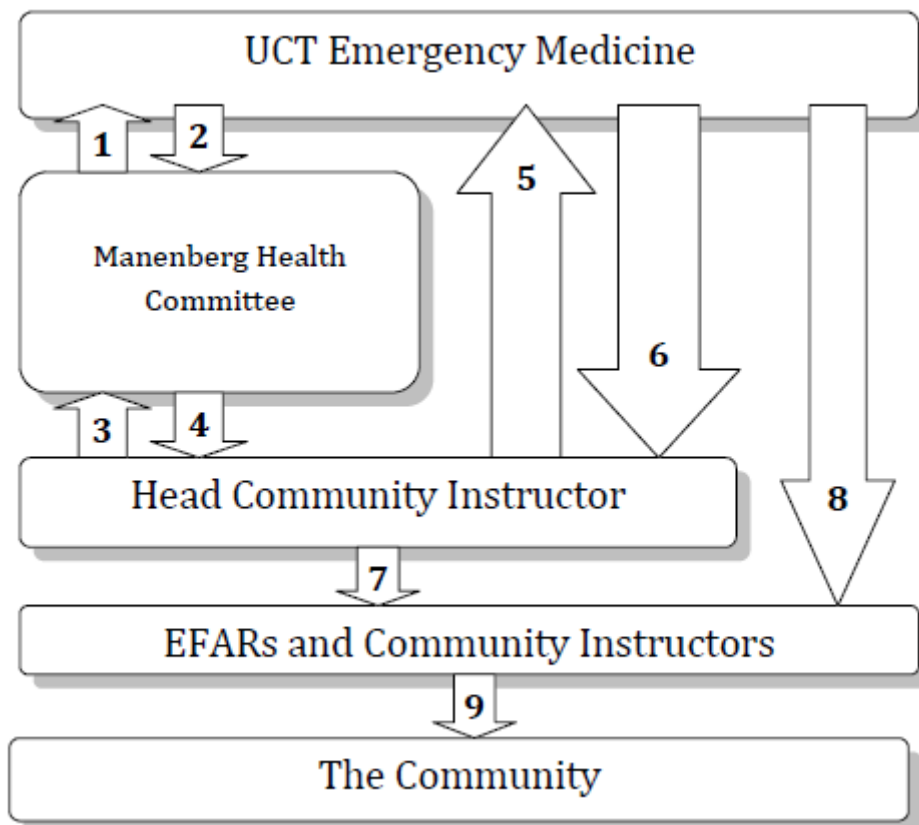 UCT Emergency Medicine
1
2
5
Manenberg Health
Committee
6
3
4
Head Community Instructor
8
7
EFARs and Community Instructors
9
The Community